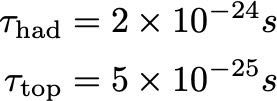 τ_had = 2 × 10^−24 s
τ_top = 5 × 10^−25 s